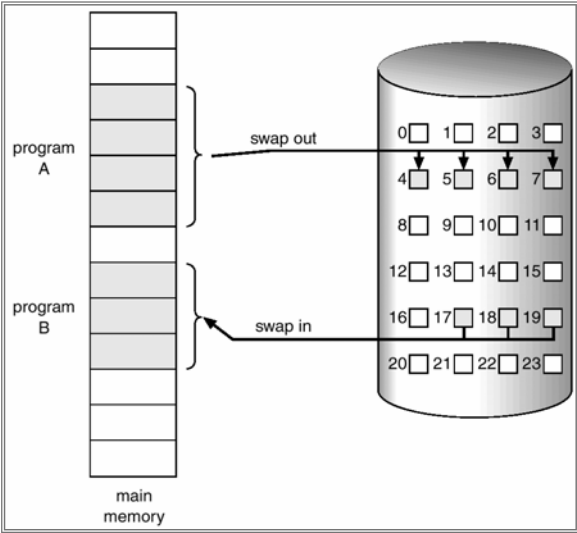 program
A
program
B
main
memory
swap out
swap in
0 1 2 3
4 5 6 7
8 9 10 11
12 13 14 15
16 17 18 19
20 21 22 23